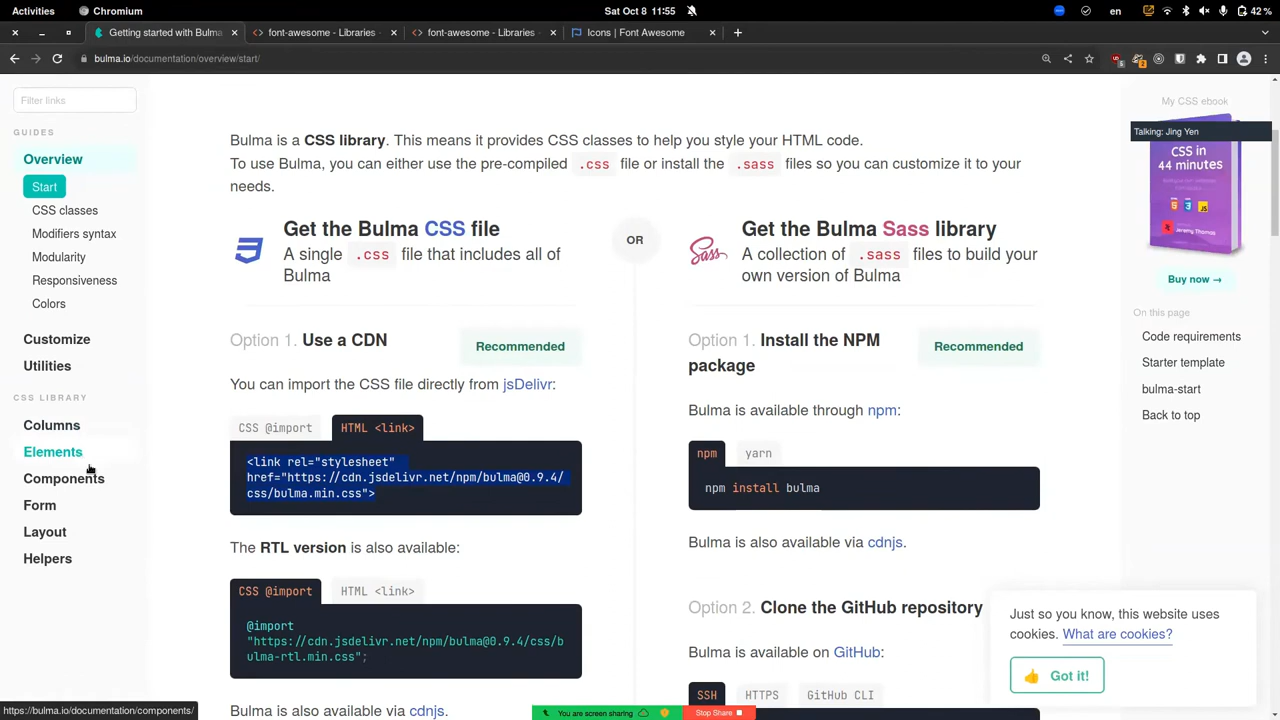 Activities
Chromium
Sat Oct 8 11:55
en
42 %
Getting started with Bulma
font-awesome - Libraries
font-awesome - Libraries
Icons | Font Awesome
bulma.io/documentation/overview/start/
Filter links
GUIDES
Overview
Start
CSS classes
Modifiers syntax
Modularity
Responsiveness
Colors
Customize
Utilities
CSS LIBRARY
Columns
Elements
Components
Form
Layout
Helpers
https://bulma.io/documentation/components/
Bulma is a CSS library. This means it provides CSS classes to help you style your HTML code.
To use Bulma, you can either use the pre-compiled .css file or install the .sass files so you can customize it to your
needs.
Get the Bulma CSS file
A single .css file that includes all of
Bulma
Option 1. Use a CDN
Recommended
You can import the CSS file directly from jsDelivr:
CSS @import
HTML <link>
<link rel="stylesheet"
href="https://cdn.jsdelivr.net/npm/bulma@0.9.4/
css/bulma.min.css">
The RTL version is also available:
CSS @import
HTML <link>
@import
"https://cdn.jsdelivr.net/npm/bulma@0.9.4/css/b
ulma-rtl.min.css";
Bulma is also available via cdnjs.
OR
Sass
Get the Bulma Sass library
A collection of .sass files to build your
own version of Bulma
Option 1. Install the NPM
package
Recommended
Bulma is available through npm:
npm
yarn
npm install bulma
Bulma is also available via cdnjs.
Option 2. Clone the GitHub repository
Bulma is available on GitHub:
SSH
HTTPS
GitHub CLI
My CSS ebook
Talking: Jing Yen
CSS in
44 minutes
Jeremy Thomas
Buy now →
On this page
Code requirements
Starter template
bulma-start
Back to top
Just so you know, this website uses
cookies. What are cookies?
👍 Got it!
You are screen sharing
Stop Share